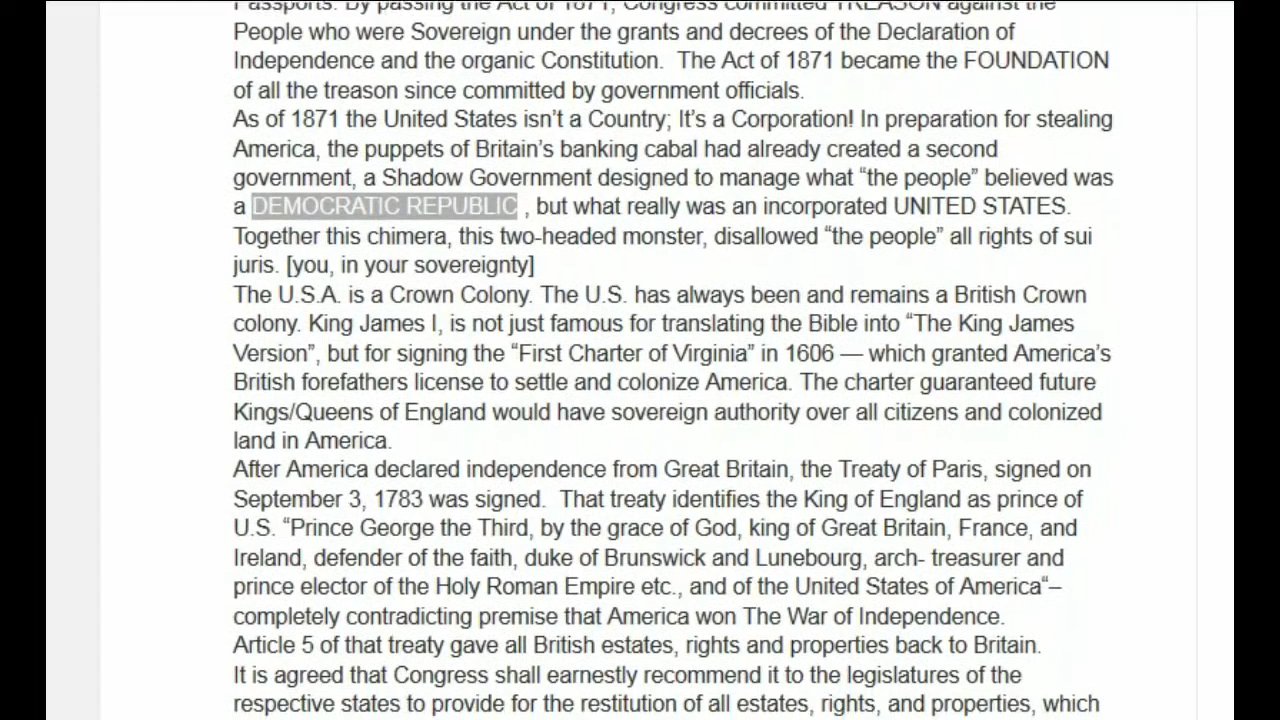 Passports. By passing the Act of 1871, Congress committed TREASON against the
People who were Sovereign under the grants and decrees of the Declaration of
Independence and the organic Constitution.  The Act of 1871 became the FOUNDATION
of all the treason since committed by government officials.
As of 1871 the United States isn’t a Country; It’s a Corporation! In preparation for stealing
America, the puppets of Britain’s banking cabal had already created a second
government, a Shadow Government designed to manage what “the people” believed was
a DEMOCRATIC REPUBLIC , but what really was an incorporated UNITED STATES.
Together this chimera, this two-headed monster, disallowed “the people” all rights of sui
juris. [you, in your sovereignty]
The U.S.A. is a Crown Colony. The U.S. has always been and remains a British Crown
colony. King James I, is not just famous for translating the Bible into “The King James
Version”, but for signing the “First Charter of Virginia” in 1606 — which granted America’s
British forefathers license to settle and colonize America. The charter guaranteed future
Kings/Queens of England would have sovereign authority over all citizens and colonized
land in America.
After America declared independence from Great Britain, the Treaty of Paris, signed on
September 3, 1783 was signed.  That treaty identifies the King of England as prince of
U.S. “Prince George the Third, by the grace of God, king of Great Britain, France, and
Ireland, defender of the faith, duke of Brunswick and Lunebourg, arch- treasurer and
prince elector of the Holy Roman Empire etc., and of the United States of America“–
completely contradicting premise that America won The War of Independence.
Article 5 of that treaty gave all British estates, rights and properties back to Britain.
It is agreed that Congress shall earnestly recommend it to the legislatures of the
respective states to provide for the restitution of all estates, rights, and properties, which